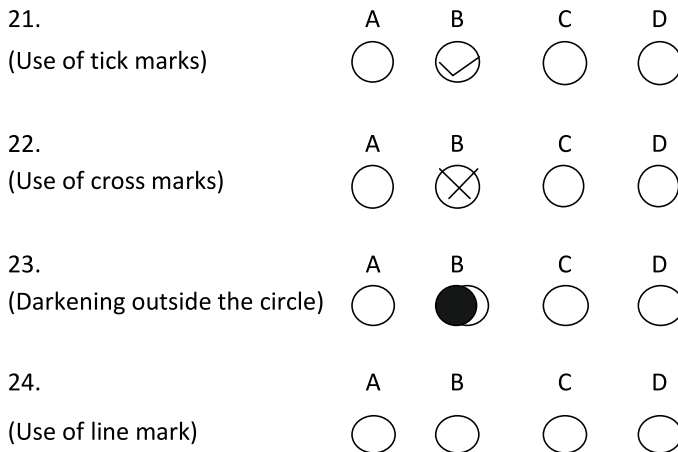 21. A B C D
(Use of tick marks)
22. A B C D
(Use of cross marks)
23. A B C D
(Darkening outside the circle)
24. A B C D
(Use of line mark)